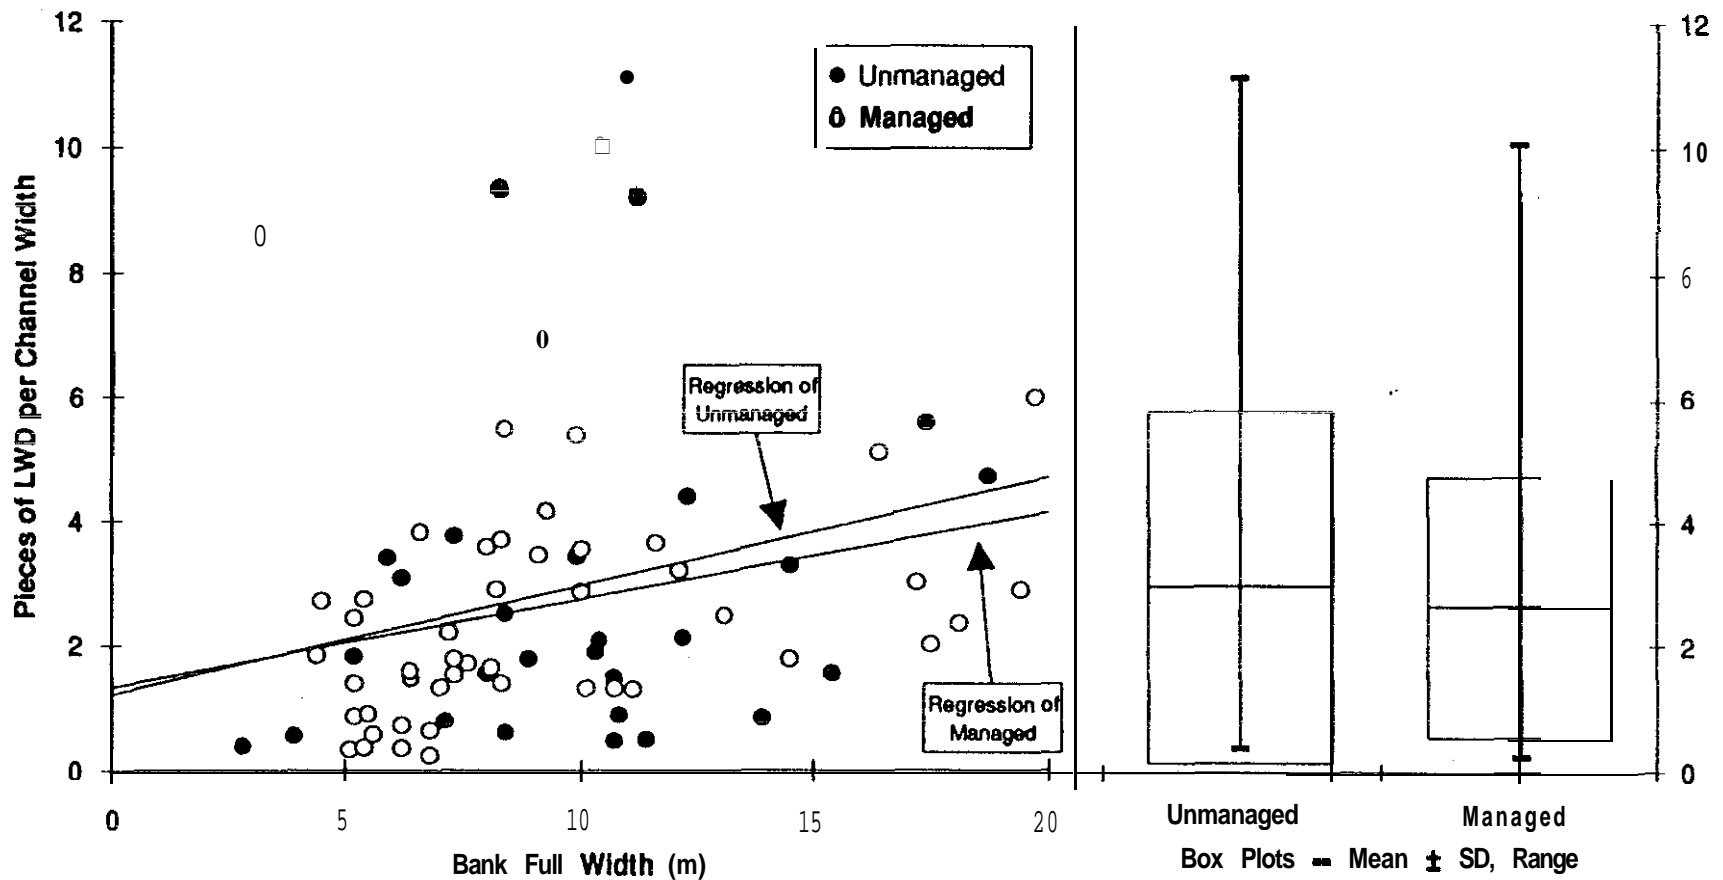 12
10
8
6
4
2
0
Pieces of LWD per Channel Width
Unmanaged
Managed
Regression of
Unmanaged
Regression of
Managed
0 5 10 15 20
Bank Full Width (m)
12
10
6
6
4
2
0
Unmanaged Managed
Box Plots -- Mean ± SD, Range